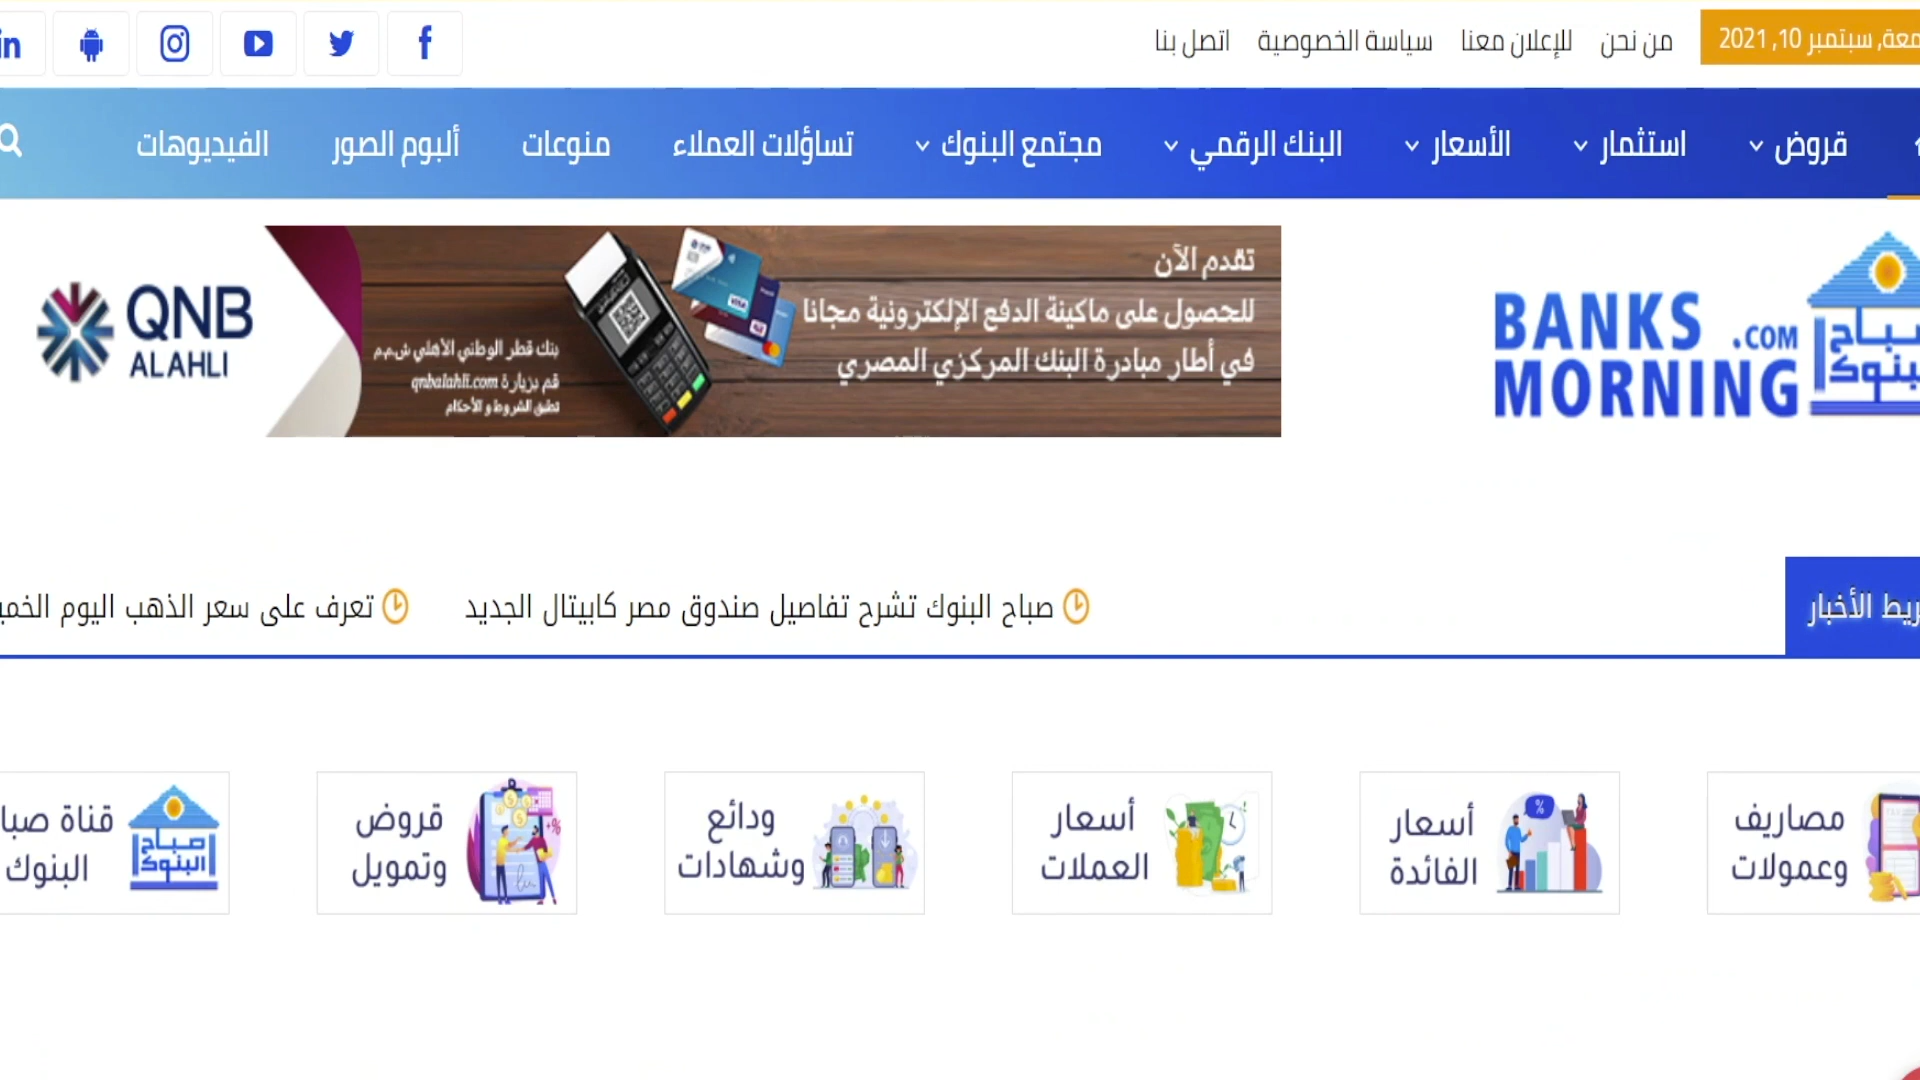 سبتمبر 10, 2021
من نحن
للإعلان معنا
سياسة الخصوصية
اتصل بنا
قروض
استثمار
الأسعار
البنك الرقمي
مجتمع البنوك
تساؤلات العملاء
منوعات
ألبوم الصور
الفيديوهات
صباح البنوك
BANKS .COM
MORNING
تقدم الآن
للحصول على ماكينة الدفع الإلكترونية مجانا
في أطار مبادرة البنك المركزي المصري
بنك قطر الوطني الأهلي ش.م.م
قم بزيارة qnbalahli.com
تطبق الشروط و الأحكام
QNB
ALAHLI
الأخبار
صباح البنوك تشرح تفاصيل صندوق مصر كابيتال الجديد
تعرف على سعر الذهب اليوم
مصاريف
وعمولات
أسعار
الفائدة
أسعار
العملات
ودائع
وشهادات
قروض
وتمويل
صباح
البنوك
قناة
البنوك